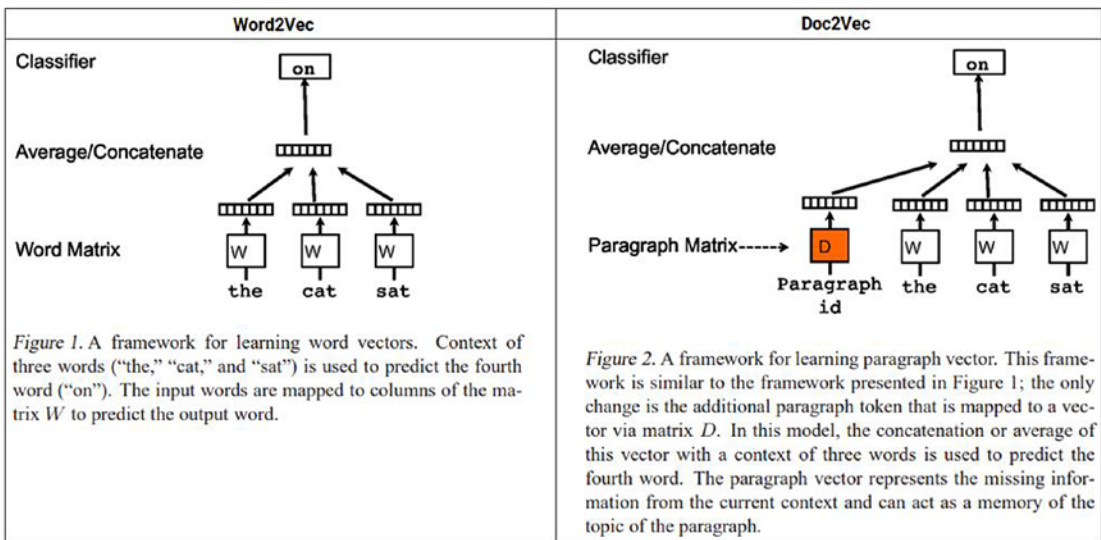 Word2Vec
Classifier
on
Average/Concatenate
Word Matrix
W W W
the cat sat
Figure 1. A framework for learning word vectors. Context of
three words (“the,” “cat,” and “sat”) is used to predict the fourth
word (“on”). The input words are mapped to columns of the ma-
trix W to predict the output word.
Doc2Vec
Classifier
on
Average/Concatenate
Paragraph Matrix---->
D W W W
Paragraph the cat sat
id
Figure 2. A framework for learning paragraph vector. This frame-
work is similar to the framework presented in Figure 1; the only
change is the additional paragraph token that is mapped to a vec-
tor via matrix D. In this model, the concatenation or average of
this vector with a context of three words is used to predict the
fourth word. The paragraph vector represents the missing infor-
mation from the current context and can act as a memory of the
topic of the paragraph.